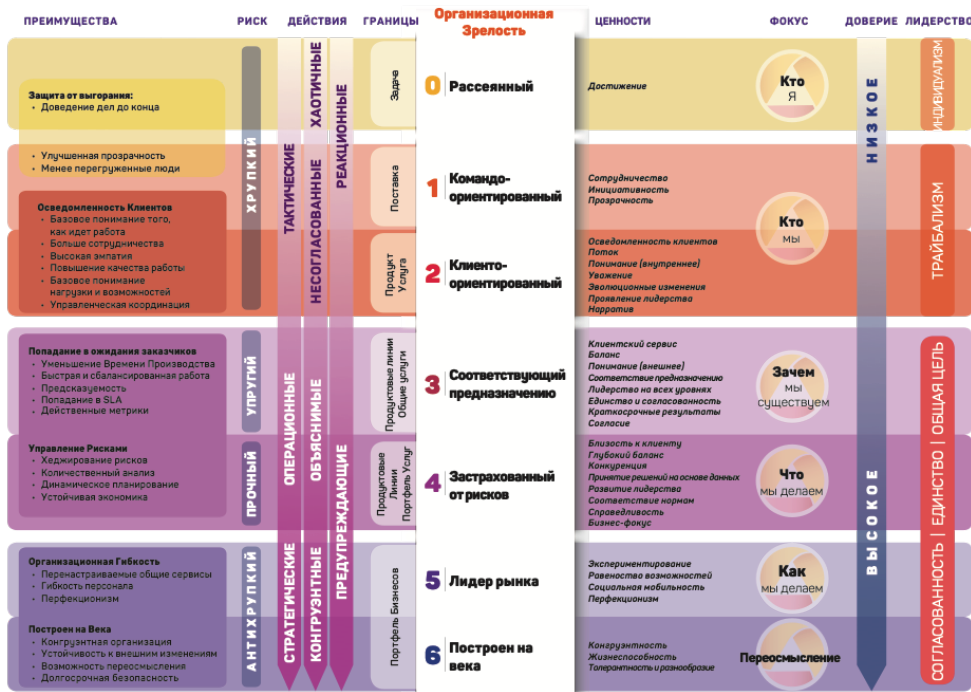 ПРЕИМУЩЕСТВА РИСК ДЕЙСТВИЯ ГРАНИЦЫ
Организационная
Зрелость
ЦЕННОСТИ ФОКУС ДОВЕРИЕ ЛИДЕРСТВО
Защита от выгорания:
• Доведение дел до конца
• Улучшенная прозрачность
• Менее перегруженные люди
Осведомленность Клиентов
• Базовое понимание того,
как идет работа
• Больше сотрудничества
• Высокая эмпатия
• Повышение качества работы
• Базовое понимание
нагрузки и возможностей
• Управленческая координация
Попадание в ожидания заказчиков
• Уменьшение Времени Производства
• Быстрая и сбалансированная работа
• Предсказуемость
• Попадание в SLA
• Действенные метрики
Управление Рисками
• Хеджирование рисков
• Количественный анализ
• Динамическое планирование
• Устойчивая экономика
Организационная Гибкость
• Перенастраиваемые общие сервисы
• Гибкость персонала
• Перфекционизм
Построен на Века
• Конгруэнтная организация
• Устойчивость к внешним изменениям
• Возможность переосмысления
• Долгосрочная безопасность
ХРУПКИЙ
УПРУГИЙ
ПРОЧНЫЙ
АНТИХРУПКИЙ
ТАКТИЧЕСКИЕ
ОПЕРАЦИОННЫЕ
СТРАТЕГИЧЕСКИЕ
ХАОТИЧНЫЕ
НЕСОГЛАСОВАННЫЕ
ОБЪЯСНИМЫЕ
КОНГРУЭНТНЫЕ
РЕАКЦИОННЫЕ
ПРЕДУПРЕЖДАЮЩИЕ
Задача
Поставка
Продукт
Услуга
Продуктовые линии
Общие услуги
Продуктовые
Линии
Портфель Услуг
Портфель Бизнесов
0 Рассеянный
1 Командо-
ориентированный
2 Клиенто-
ориентированный
3 Соответствующий
предназначению
4 Застрахованный
от рисков
5 Лидер рынка
6 Построен на
века
Достижение
Сотрудничество
Инициативность
Прозрачность
Осведомленность клиентов
Поток
Понимание (внутреннее)
Уважение
Эволюционные изменения
Проявление лидерства
Нарратив
Клиентский сервис
Баланс
Понимание (внешнее)
Соответствие предназначению
Лидерство на всех уровнях
Единство и согласованность
Краткосрочные результаты
Согласие
Близость к клиенту
Глубокий баланс
Конкуренция
Принятие решений на основе данных
Развитие лидерства
Соответствие нормам
Справедливость
Бизнес-фокус
Экспериментирование
Равенство возможностей
Социальная мобильность
Перфекционизм
Конгруэнтность
Жизнеспособность
Толерантность и разнообразие
Кто
Я
Кто
мы
Зачем
мы
существуем
Что
мы делаем
Как
мы делаем
Переосмысление
НИЗКОЕ
ВЫСОКОЕ
ИНДИВИДУАЛИЗМ
ТРАЙБАЛИЗМ
СОГЛАСОВАННОСТЬ | ЕДИНСТВО | ОБЩАЯ ЦЕЛЬ